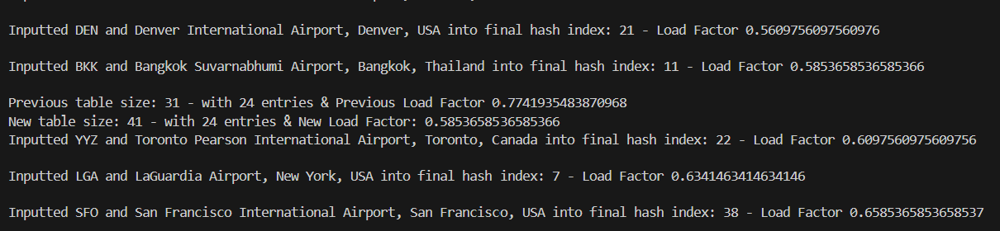 Inputted DEN and Denver International Airport, Denver, USA into final hash index: 21 - Load Factor 0.5609756097560976
Inputted BKK and Bangkok Suvarnabhumi Airport, Bangkok, Thailand into final hash index: 11 - Load Factor 0.5853658536585366
Previous table size: 31 - with 24 entries & Previous Load Factor 0.7741935483870968
New table size: 41 - with 24 entries & New Load Factor: 0.5853658536585366
Inputted YYZ and Toronto Pearson International Airport, Toronto, Canada into final hash index: 22 - Load Factor 0.6097560975609756
Inputted LGA and LaGuardia Airport, New York, USA into final hash index: 7 - Load Factor 0.6341463414634146
Inputted SFO and San Francisco International Airport, San Francisco, USA into final hash index: 38 - Load Factor 0.6585365853658537